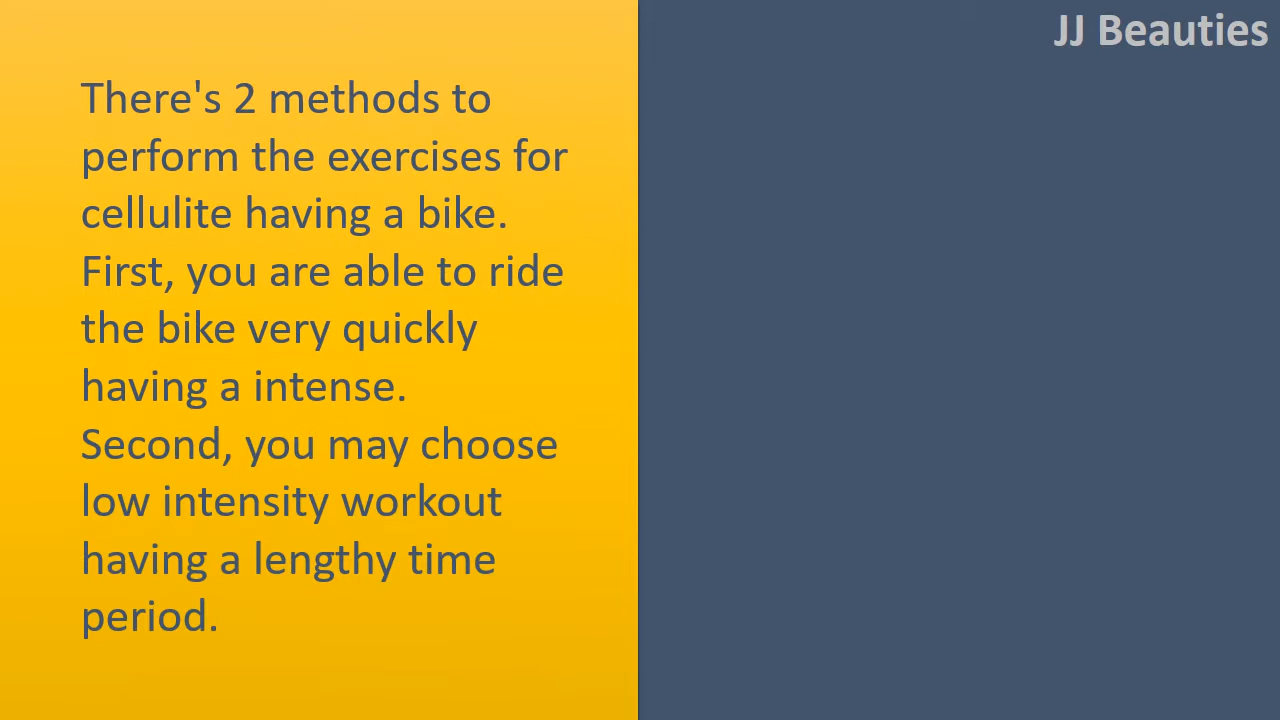 There's 2 methods to
perform the exercises for
cellulite having a bike.
First, you are able to ride
the bike very quickly
having a intense.
Second, you may choose
low intensity workout
having a lengthy time
period.
JJ Beauties